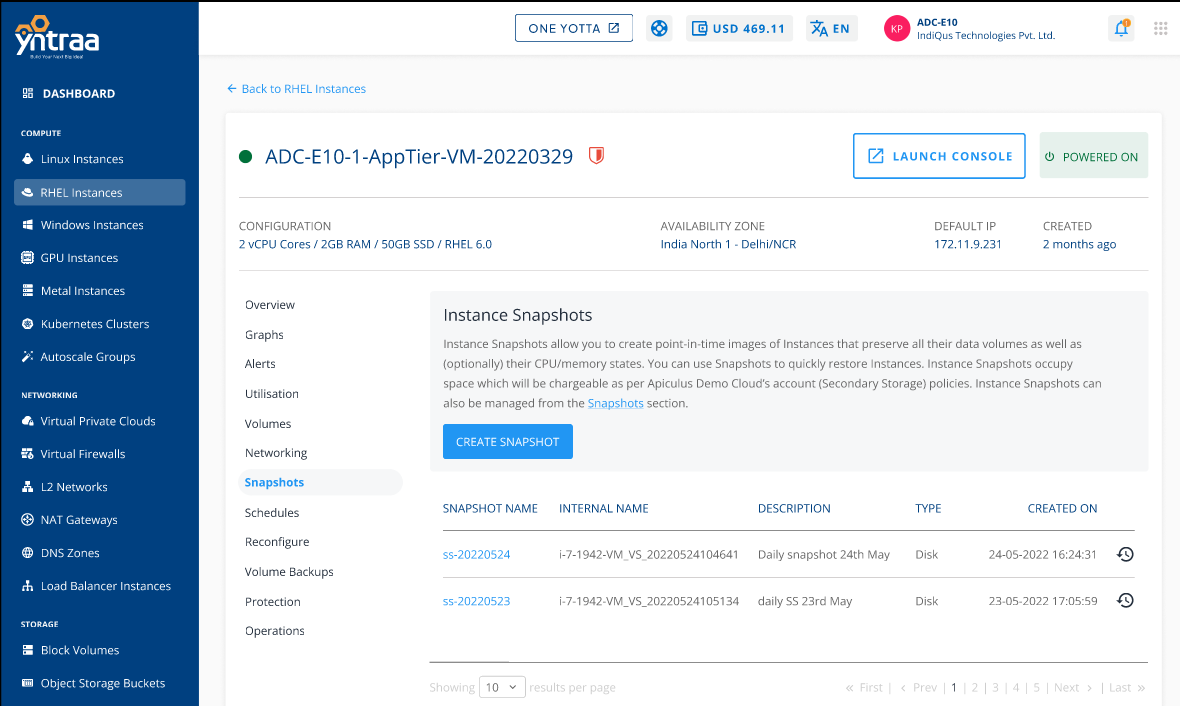 yntraa
Build Your Next Big Idea!
ONE YOTTA
USD 469.11
EN
KP
ADC-E10
IndiQus Technologies Pvt. Ltd.
DASHBOARD
COMPUTE
Linux Instances
RHEL Instances
Windows Instances
GPU Instances
Metal Instances
Kubernetes Clusters
Autoscale Groups
NETWORKING
Virtual Private Clouds
Virtual Firewalls
L2 Networks
NAT Gateways
DNS Zones
Load Balancer Instances
STORAGE
Block Volumes
Object Storage Buckets
Back to RHEL Instances
ADC-E10-1-AppTier-VM-20220329
LAUNCH CONSOLE
POWERED ON
CONFIGURATION
2 vCPU Cores / 2GB RAM / 50GB SSD / RHEL 6.0
AVAILABILITY ZONE
India North 1 - Delhi/NCR
DEFAULT IP
172.11.9.231
CREATED
2 months ago
Overview
Graphs
Alerts
Utilisation
Volumes
Networking
Snapshots
Schedules
Reconfigure
Volume Backups
Protection
Operations
Instance Snapshots
Instance Snapshots allow you to create point-in-time images of Instances that preserve all their data volumes as well as
(optionally) their CPU/memory states. You can use Snapshots to quickly restore Instances. Instance Snapshots occupy
space which will be chargeable as per Apiculus Demo Cloud's account (Secondary Storage) policies. Instance Snapshots can
also be managed from the Snapshots section.
CREATE SNAPSHOT
SNAPSHOT NAME INTERNAL NAME DESCRIPTION TYPE CREATED ON
ss-20220524 i-7-1942-VM_VS_20220524104641 Daily snapshot 24th May Disk 24-05-2022 16:24:31
ss-20220523 i-7-1942-VM_VS_20220524105134 daily SS 23rd May Disk 23-05-2022 17:05:59
Showing 10 results per page
« First | ‹ Prev | 1 | 2 | 3 | 4 | 5 | Next › | Last »